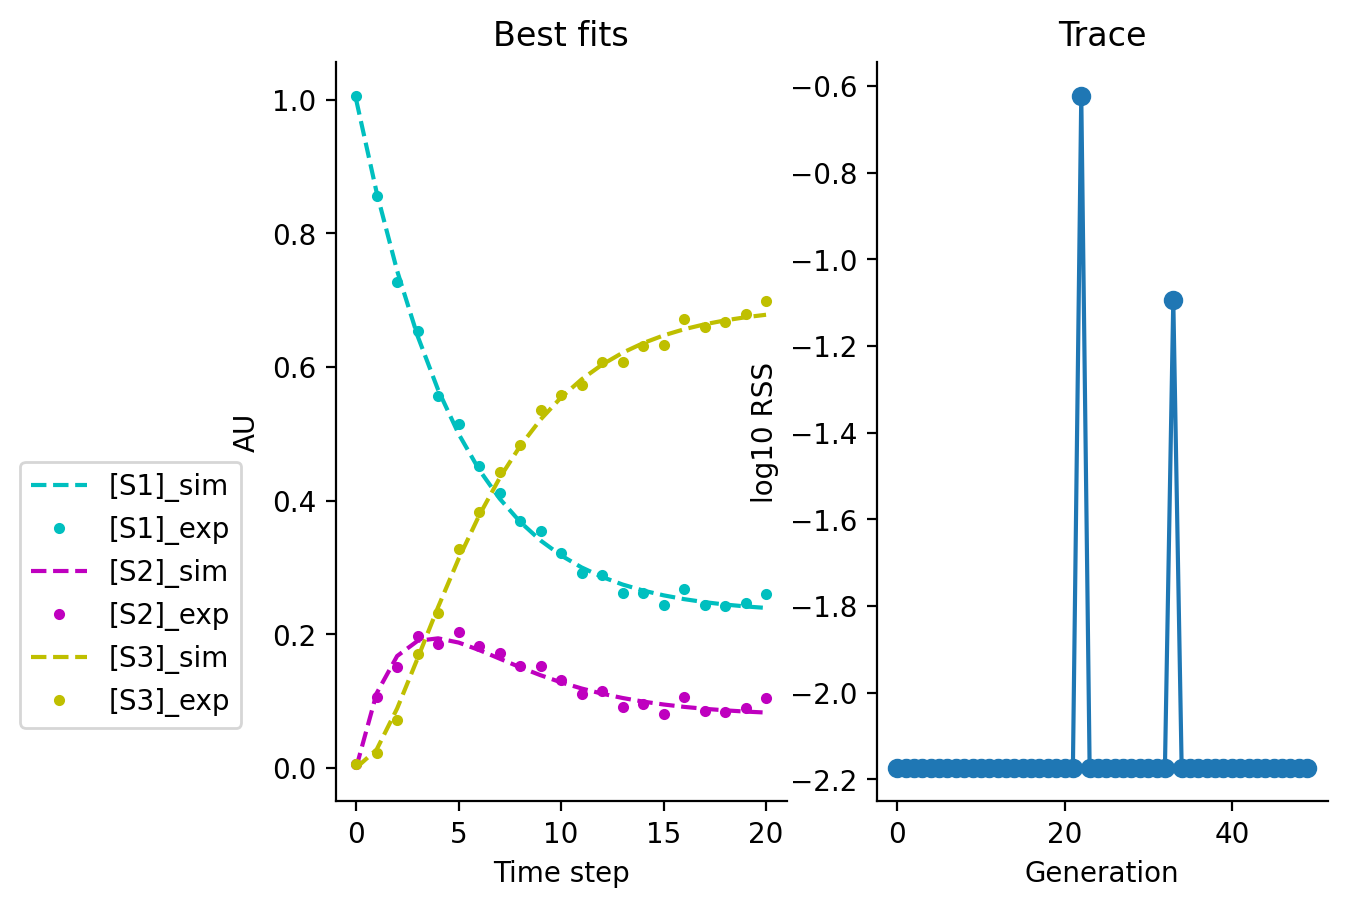 Best fits
1.0
0.8
0.6
0.4
0.2
0.0
AU
0 5 10 15 20
Time step
[S1]_sim
[S1]_exp
[S2]_sim
[S2]_exp
[S3]_sim
[S3]_exp
Trace
−0.6
−0.8
−1.0
−1.2
−1.4
−1.6
−1.8
−2.0
−2.2
log10 RSS
0 20 40
Generation